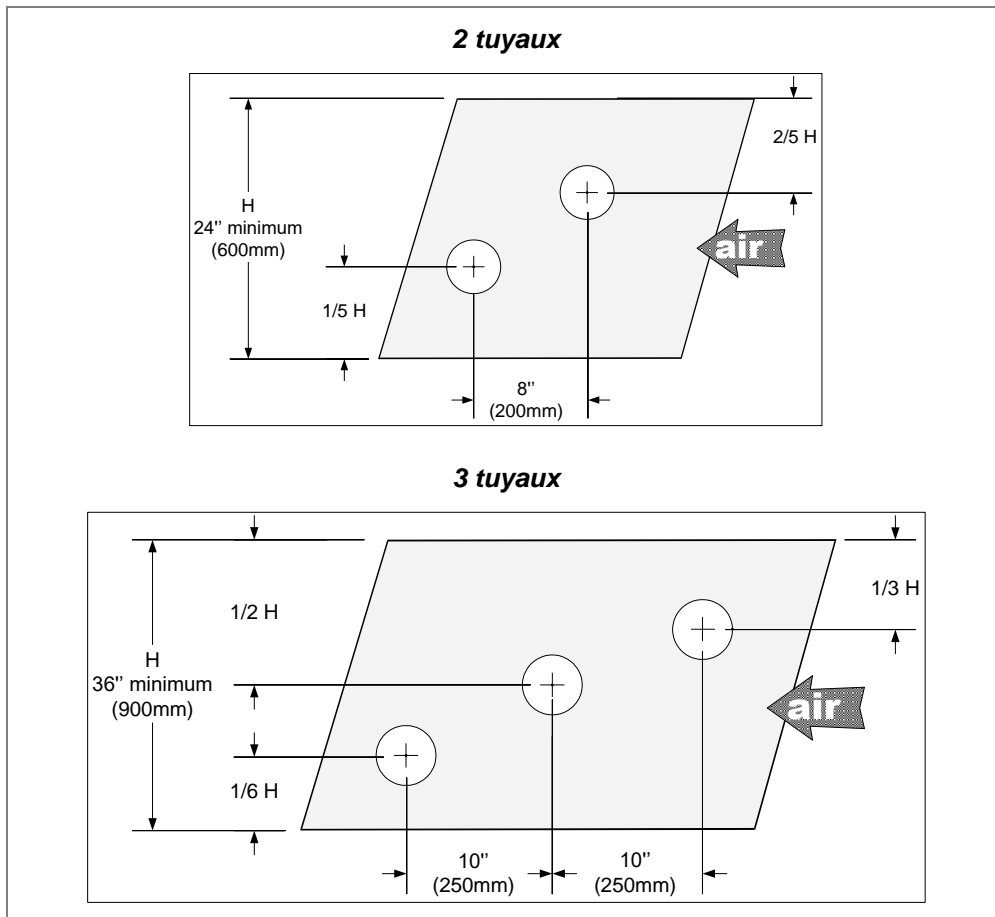 2 tuyaux
2/5 H
H
24" minimum
(600mm)
air
1/5 H
8"
(200mm)
3 tuyaux
1/3 H
1/2 H
H
36" minimum
(900mm)
air
1/6 H
10"
(250mm)
10"
(250mm)